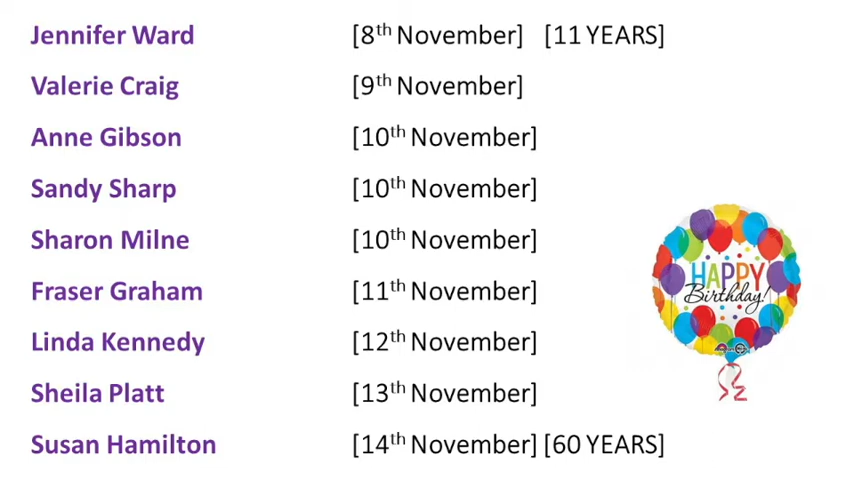 Jennifer Ward [8th November] [11 YEARS]
Valerie Craig [9th November]
Anne Gibson [10th November]
Sandy Sharp [10th November]
Sharon Milne [10th November]
Fraser Graham [11th November]
Linda Kennedy [12th November]
Sheila Platt [13th November]
Susan Hamilton [14th November] [60 YEARS]
HAPPY
Birthday!